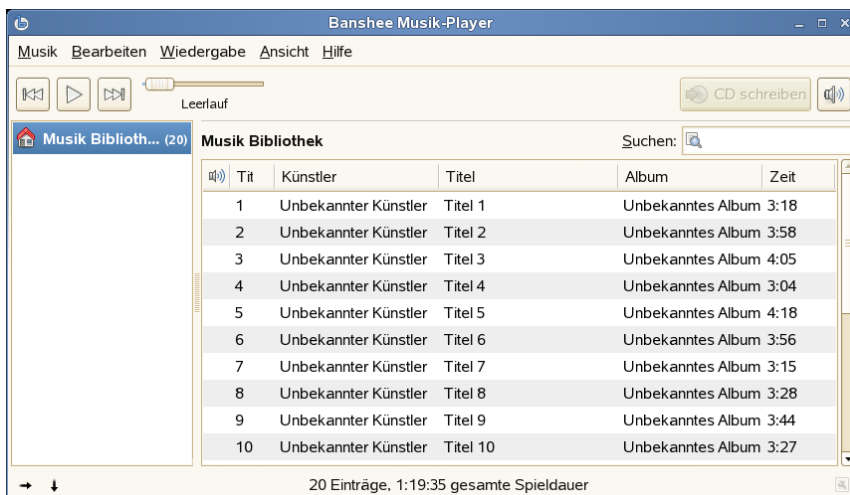 Banshee Musik-Player
Musik Bearbeiten Wiedergabe Ansicht Hilfe
Leerlauf
CD schreiben
Musik Biblioth... (20)
Musik Bibliothek
Suchen:
Tit Künstler Titel Album Zeit
1 Unbekannter Künstler Titel 1 Unbekanntes Album 3:18
2 Unbekannter Künstler Titel 2 Unbekanntes Album 3:58
3 Unbekannter Künstler Titel 3 Unbekanntes Album 4:05
4 Unbekannter Künstler Titel 4 Unbekanntes Album 3:04
5 Unbekannter Künstler Titel 5 Unbekanntes Album 4:18
6 Unbekannter Künstler Titel 6 Unbekanntes Album 3:56
7 Unbekannter Künstler Titel 7 Unbekanntes Album 3:15
8 Unbekannter Künstler Titel 8 Unbekanntes Album 3:28
9 Unbekannter Künstler Titel 9 Unbekanntes Album 3:44
10 Unbekannter Künstler Titel 10 Unbekanntes Album 3:27
20 Einträge, 1:19:35 gesamte Spieldauer